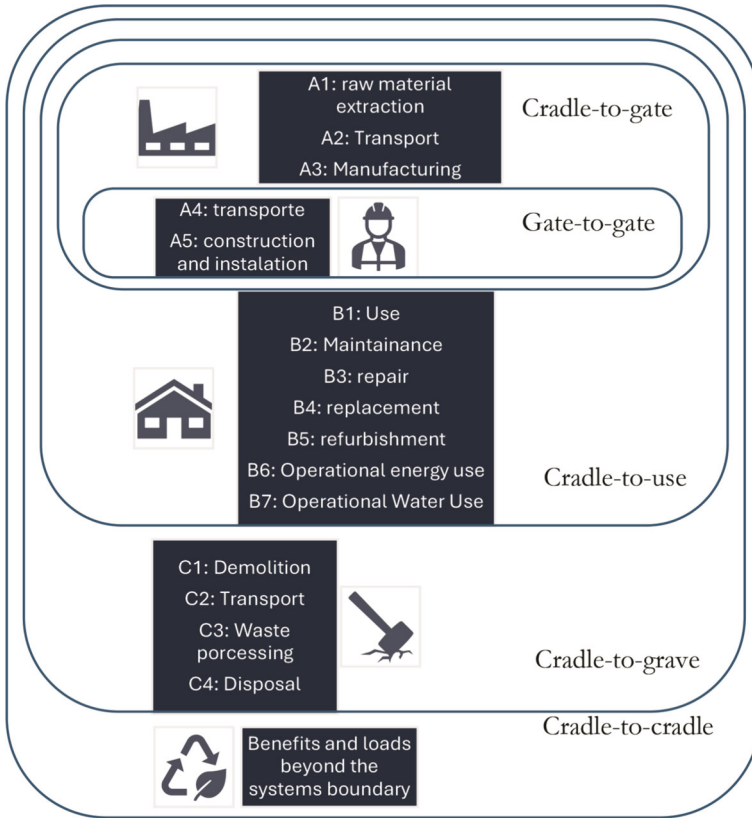 A1: raw material
extraction
A2: Transport
A3: Manufacturing
Cradle-to-gate
A4: transporte
A5: construction
and instalation
Gate-to-gate
B1: Use
B2: Maintainance
B3: repair
B4: replacement
B5: refurbishment
B6: Operational energy use
B7: Operational Water Use
Cradle-to-use
C1: Demolition
C2: Transport
C3: Waste
porcessing
C4: Disposal
Cradle-to-grave
Cradle-to-cradle
Benefits and loads
beyond the
systems boundary